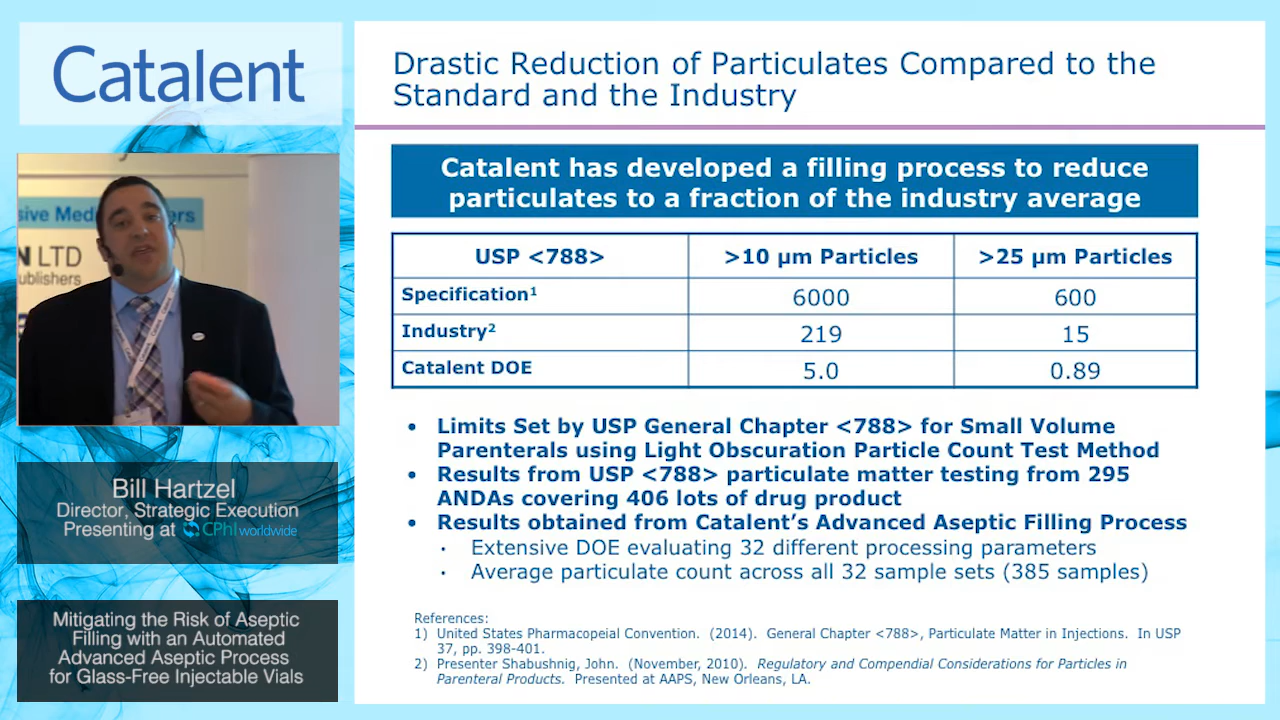 Catalent
sive Med
ers
N LTD
ublishers
Bill Hartzel
Director, Strategic Execution
Presenting at CPhI worldwide
Mitigating the Risk of Aseptic
Filling with an Automated
Advanced Aseptic Process
for Glass-Free Injectable Vials
Drastic Reduction of Particulates Compared to the
Standard and the Industry
Catalent has developed a filling process to reduce
particulates to a fraction of the industry average
USP <788> >10 µm Particles >25 µm Particles
Specification¹ 6000 600
Industry² 219 15
Catalent DOE 5.0 0.89
• Limits Set by USP General Chapter <788> for Small Volume
Parenterals using Light Obscuration Particle Count Test Method
• Results from USP <788> particulate matter testing from 295
ANDAs covering 406 lots of drug product
• Results obtained from Catalent’s Advanced Aseptic Filling Process
· Extensive DOE evaluating 32 different processing parameters
· Average particulate count across all 32 sample sets (385 samples)
References:
1) United States Pharmacopeial Convention. (2014). General Chapter <788>, Particulate Matter in Injections. In USP
37, pp. 398-401.
2) Presenter Shabushnig, John. (November, 2010). Regulatory and Compendial Considerations for Particles in
Parenteral Products. Presented at AAPS, New Orleans, LA.